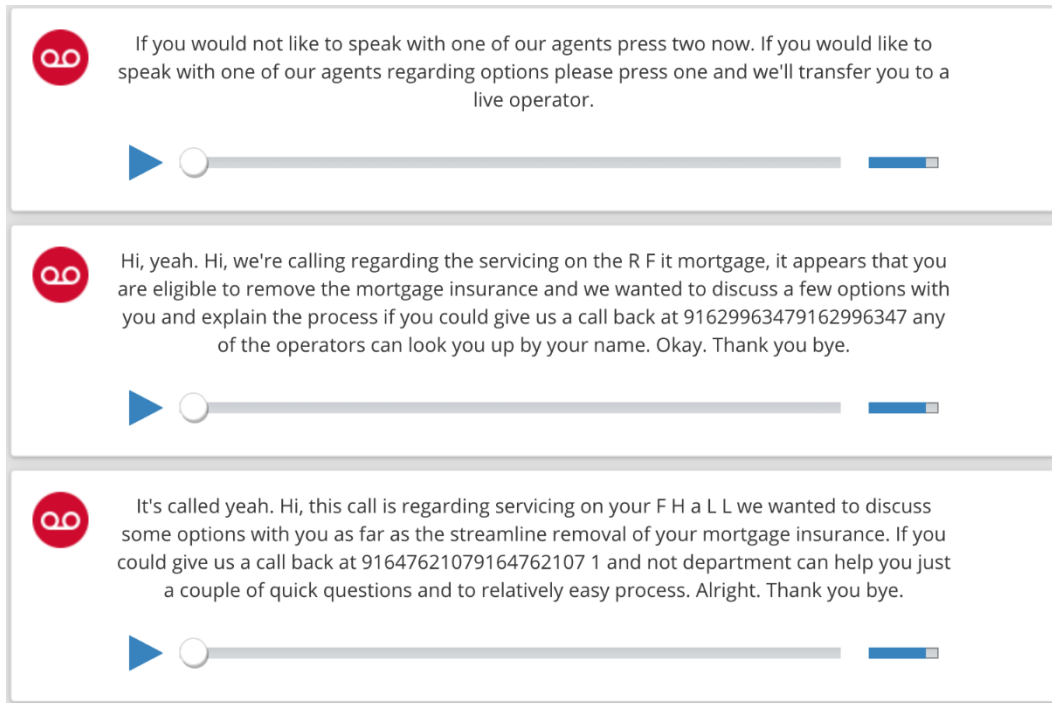 If you would not like to speak with one of our agents press two now. If you would like to
speak with one of our agents regarding options please press one and we'll transfer you to a
live operator.
Hi, yeah. Hi, we're calling regarding the servicing on the R F it mortgage, it appears that you
are eligible to remove the mortgage insurance and we wanted to discuss a few options with
you and explain the process if you could give us a call back at 91629963479162996347 any
of the operators can look you up by your name. Okay. Thank you bye.
It's called yeah. Hi, this call is regarding servicing on your F H a L L we wanted to discuss
some options with you as far as the streamline removal of your mortgage insurance. If you
could give us a call back at 91647621079164762107 1 and not department can help you just
a couple of quick questions and to relatively easy process. Alright. Thank you bye.